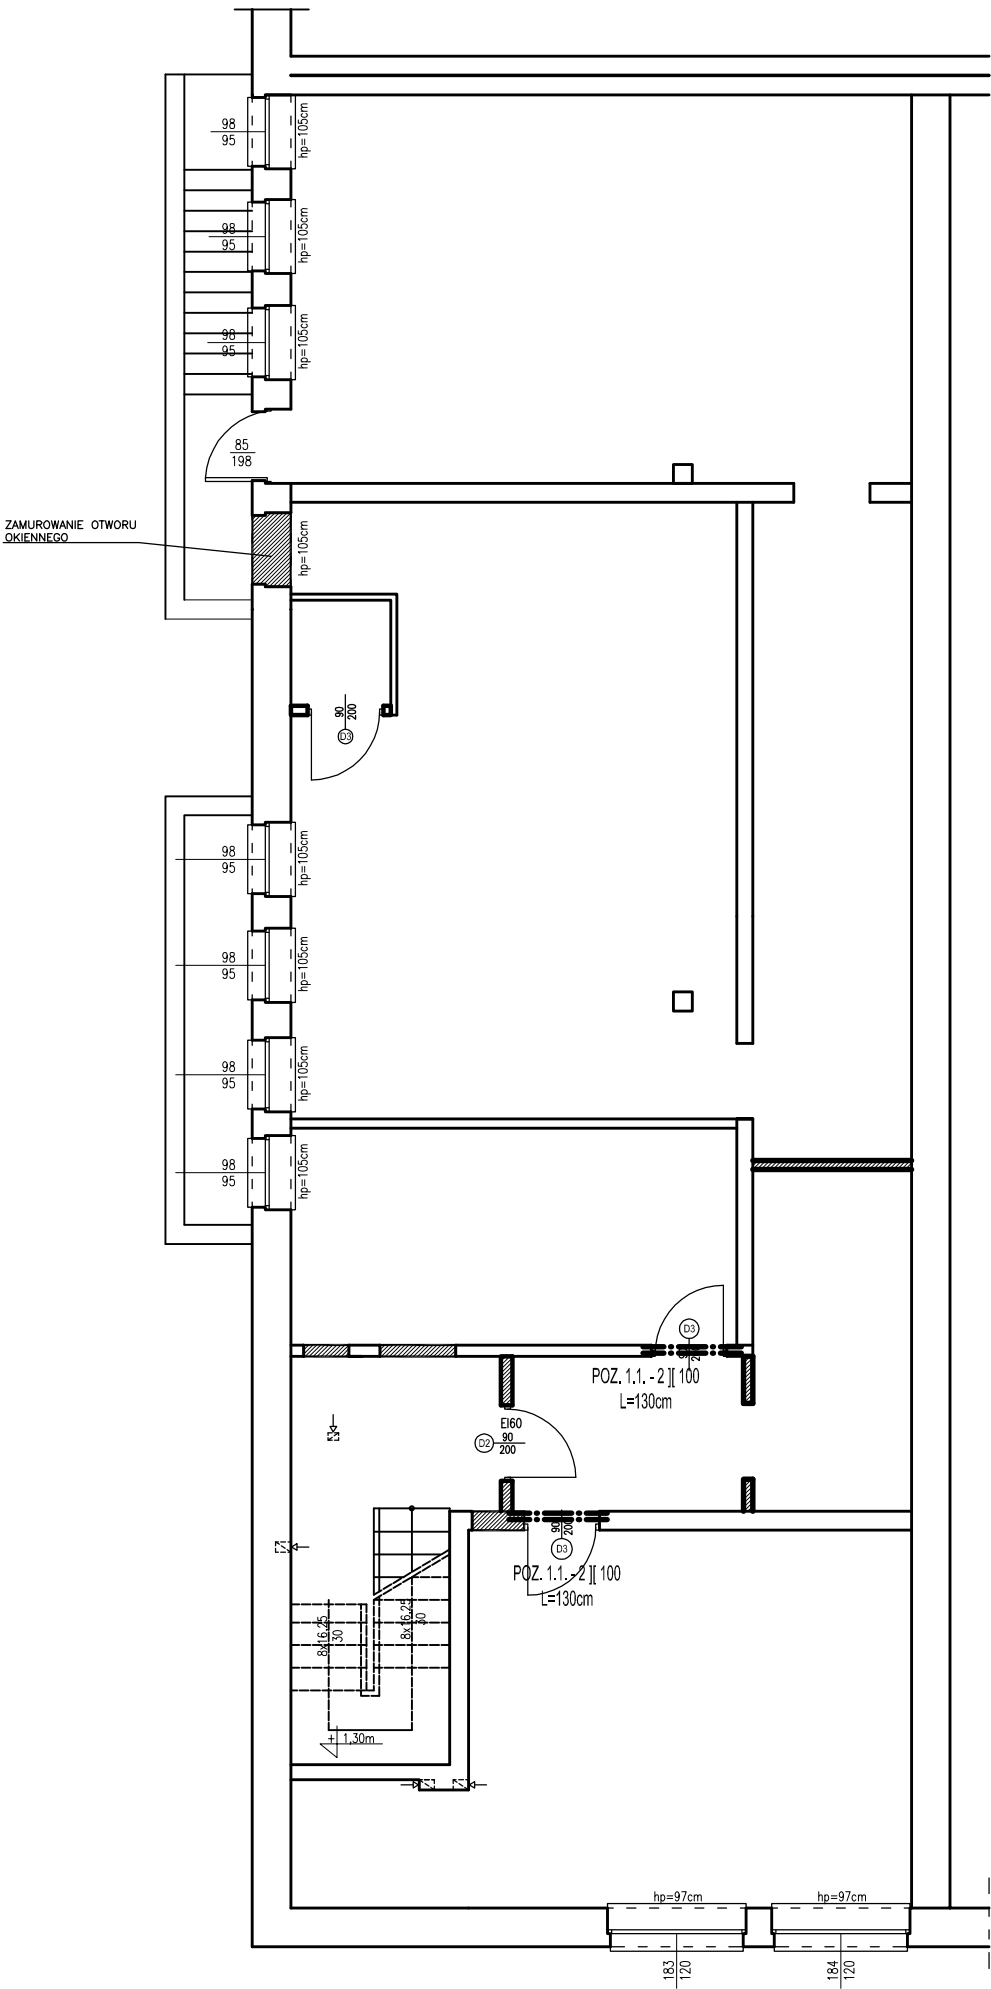 98
95
hp=105cm
98
95
hp=105cm
98
95
hp=105cm
85
198
ZAMUROWANIE OTWORU
OKIENNEGO
hp=105cm
90
200
D3
98
95
hp=105cm
98
95
hp=105cm
98
95
hp=105cm
98
95
hp=105cm
D3
POZ. 1.1. - 2 ][ 100
L=130cm
EI60
D2
90
200
90
200
D3
POZ. 1.1. - 2 ][ 100
L=130cm
8x16,25
30
8x16,25
30
+ 1,30m
hp=97cm
hp=97cm
183
120
184
120